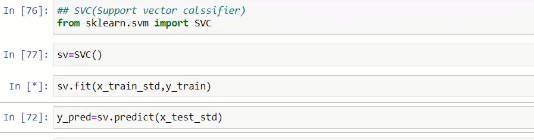 In [76]: ## SVC(Support vector calssifier)
from sklearn.svm import SVC
In [77]: sv=SVC()
In [*]: sv.fit(x_train_std,y_train)
In [72]: y_pred=sv.predict(x_test_std)